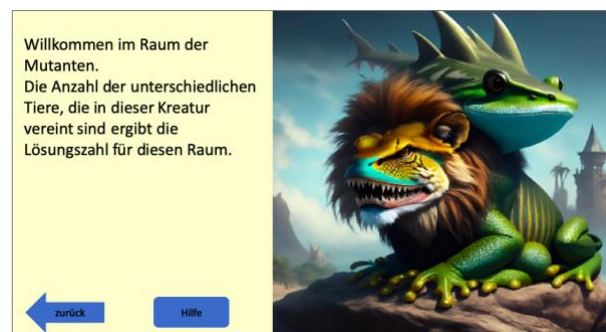 Willkommen im Raum der
Mutanten.
Die Anzahl der unterschiedlichen
Tiere, die in dieser Kreatur
vereint sind ergibt die
Lösungszahl für diesen Raum.
zurück
Hilfe